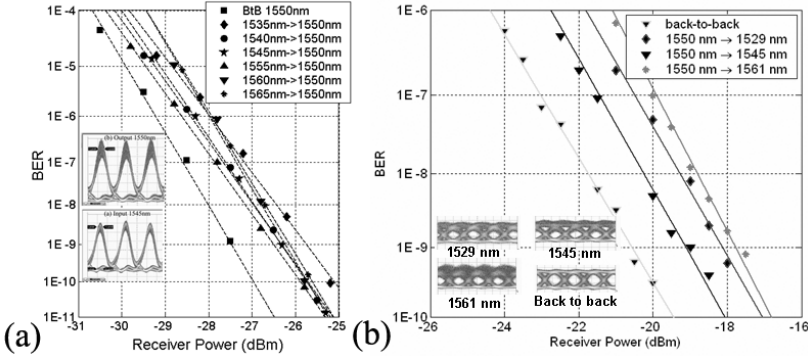 BtB 1550nm
1535nm->1550nm
1540nm->1550nm
1545nm->1550nm
1555nm->1550nm
1560nm->1550nm
1565nm->1550nm
1E-4
1E-5
1E-6
1E-7
1E-8
1E-9
1E-10
1E-11
BER
(b) Output 1550nm
(a) Input 1545nm
-31 -30 -29 -28 -27 -26 -25
Receiver Power (dBm)
(a)
back-to-back
1550 nm → 1529 nm
1550 nm → 1545 nm
1550 nm → 1561 nm
BE-6
1E-7
1E-8
1E-9
1E-10
BER
1529 nm
1545 nm
1561 nm
Back to back
-26 -24 -22 -20 -18 -16
Receiver Power (dBm)
(b)